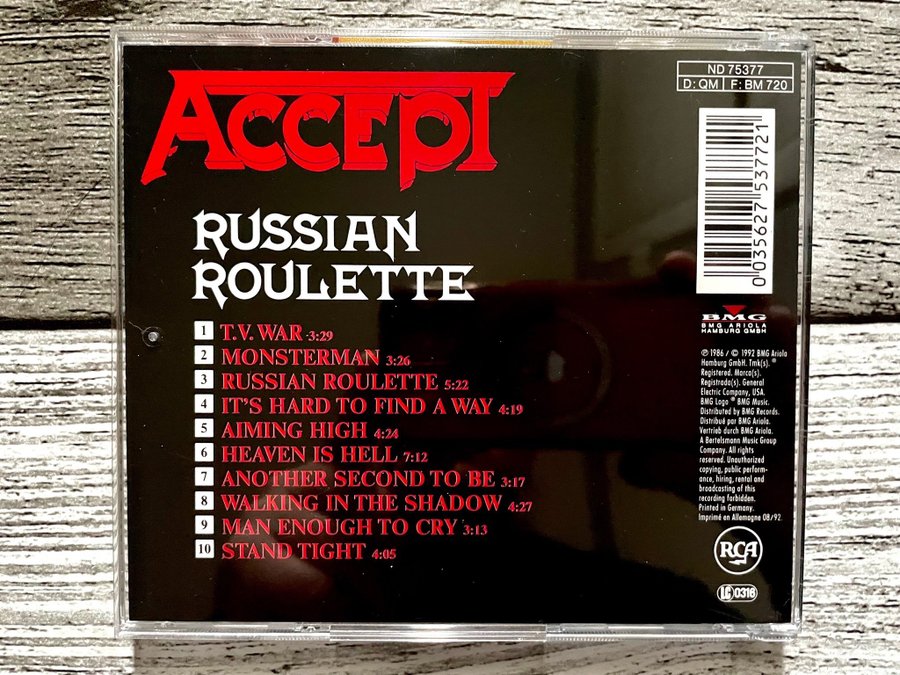 ACCEPT
ND 75377
D: QM F: BM 720
RUSSIAN
ROULETTE
1 T.V. WAR 3:29
2 MONSTERMAN 3:26
3 RUSSIAN ROULETTE 5:22
4 IT'S HARD TO FIND A WAY 4:19
5 AIMING HIGH 4:24
6 HEAVEN IS HELL 7:12
7 ANOTHER SECOND TO BE 3:17
8 WALKING IN THE SHADOW 4:27
9 MAN ENOUGH TO CRY 3:13
10 STAND TIGHT 4:05
0 035627 537721
BMG
BMG ARIOLA
HAMBURG GMBH
℗ 1986 / © 1992 BMG Ariola
Hamburg GmbH. Tmk(s). ®
Registered. Marca(s).
Registrada(s). General
Electric Company, USA.
BMG Logo ® BMG Music.
Distributed by BMG Records.
Distribué par BMG Ariola.
Vertrieb durch BMG Ariola.
A Bertelsmann Music Group
Company. All rights
reserved. Unauthorized
copying, public perform-
ance, hiring, rental and
broadcasting of this
recording forbidden.
Printed in Germany.
Imprimé en Allemagne 08/92.
RCA
LC 0316